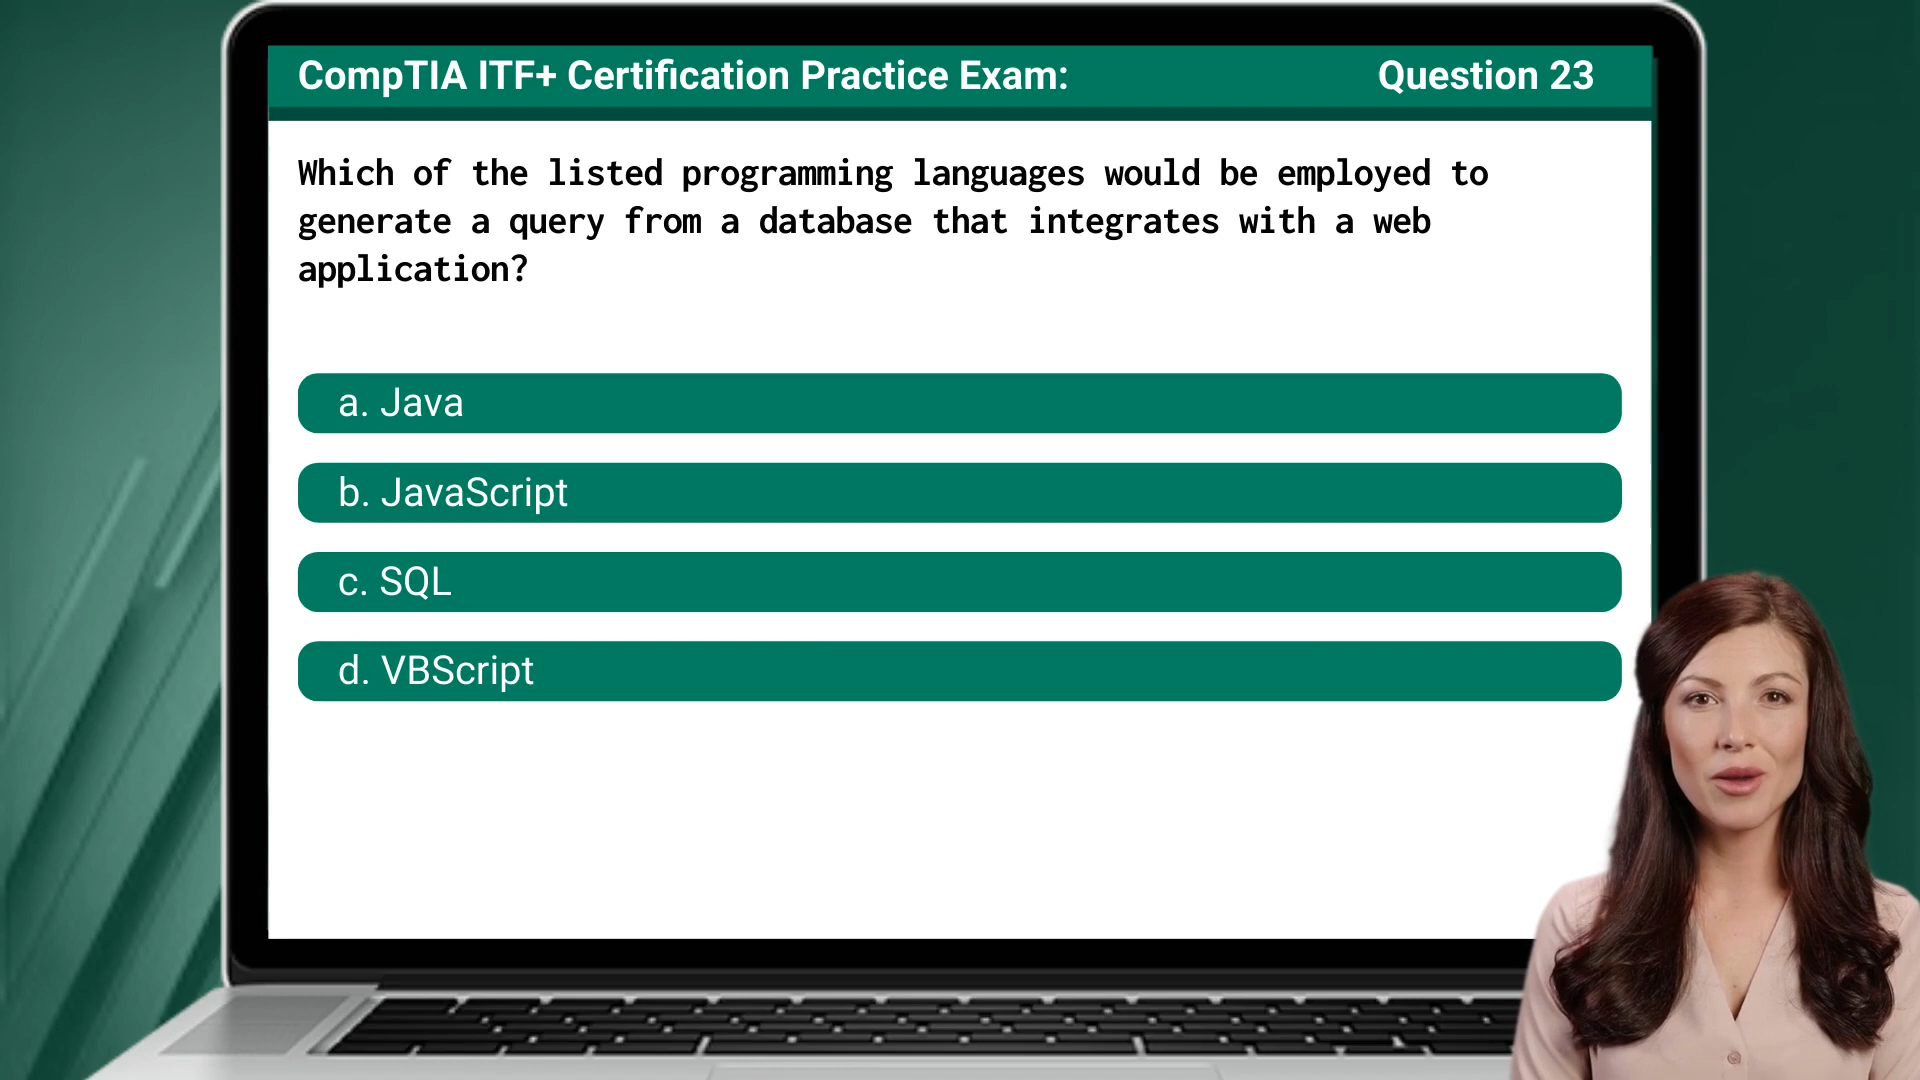 CompTIA ITF+ Certification Practice Exam: Question 23
Which of the listed programming languages would be employed to
generate a query from a database that integrates with a web
application?
a. Java
b. JavaScript
c. SQL
d. VBScript